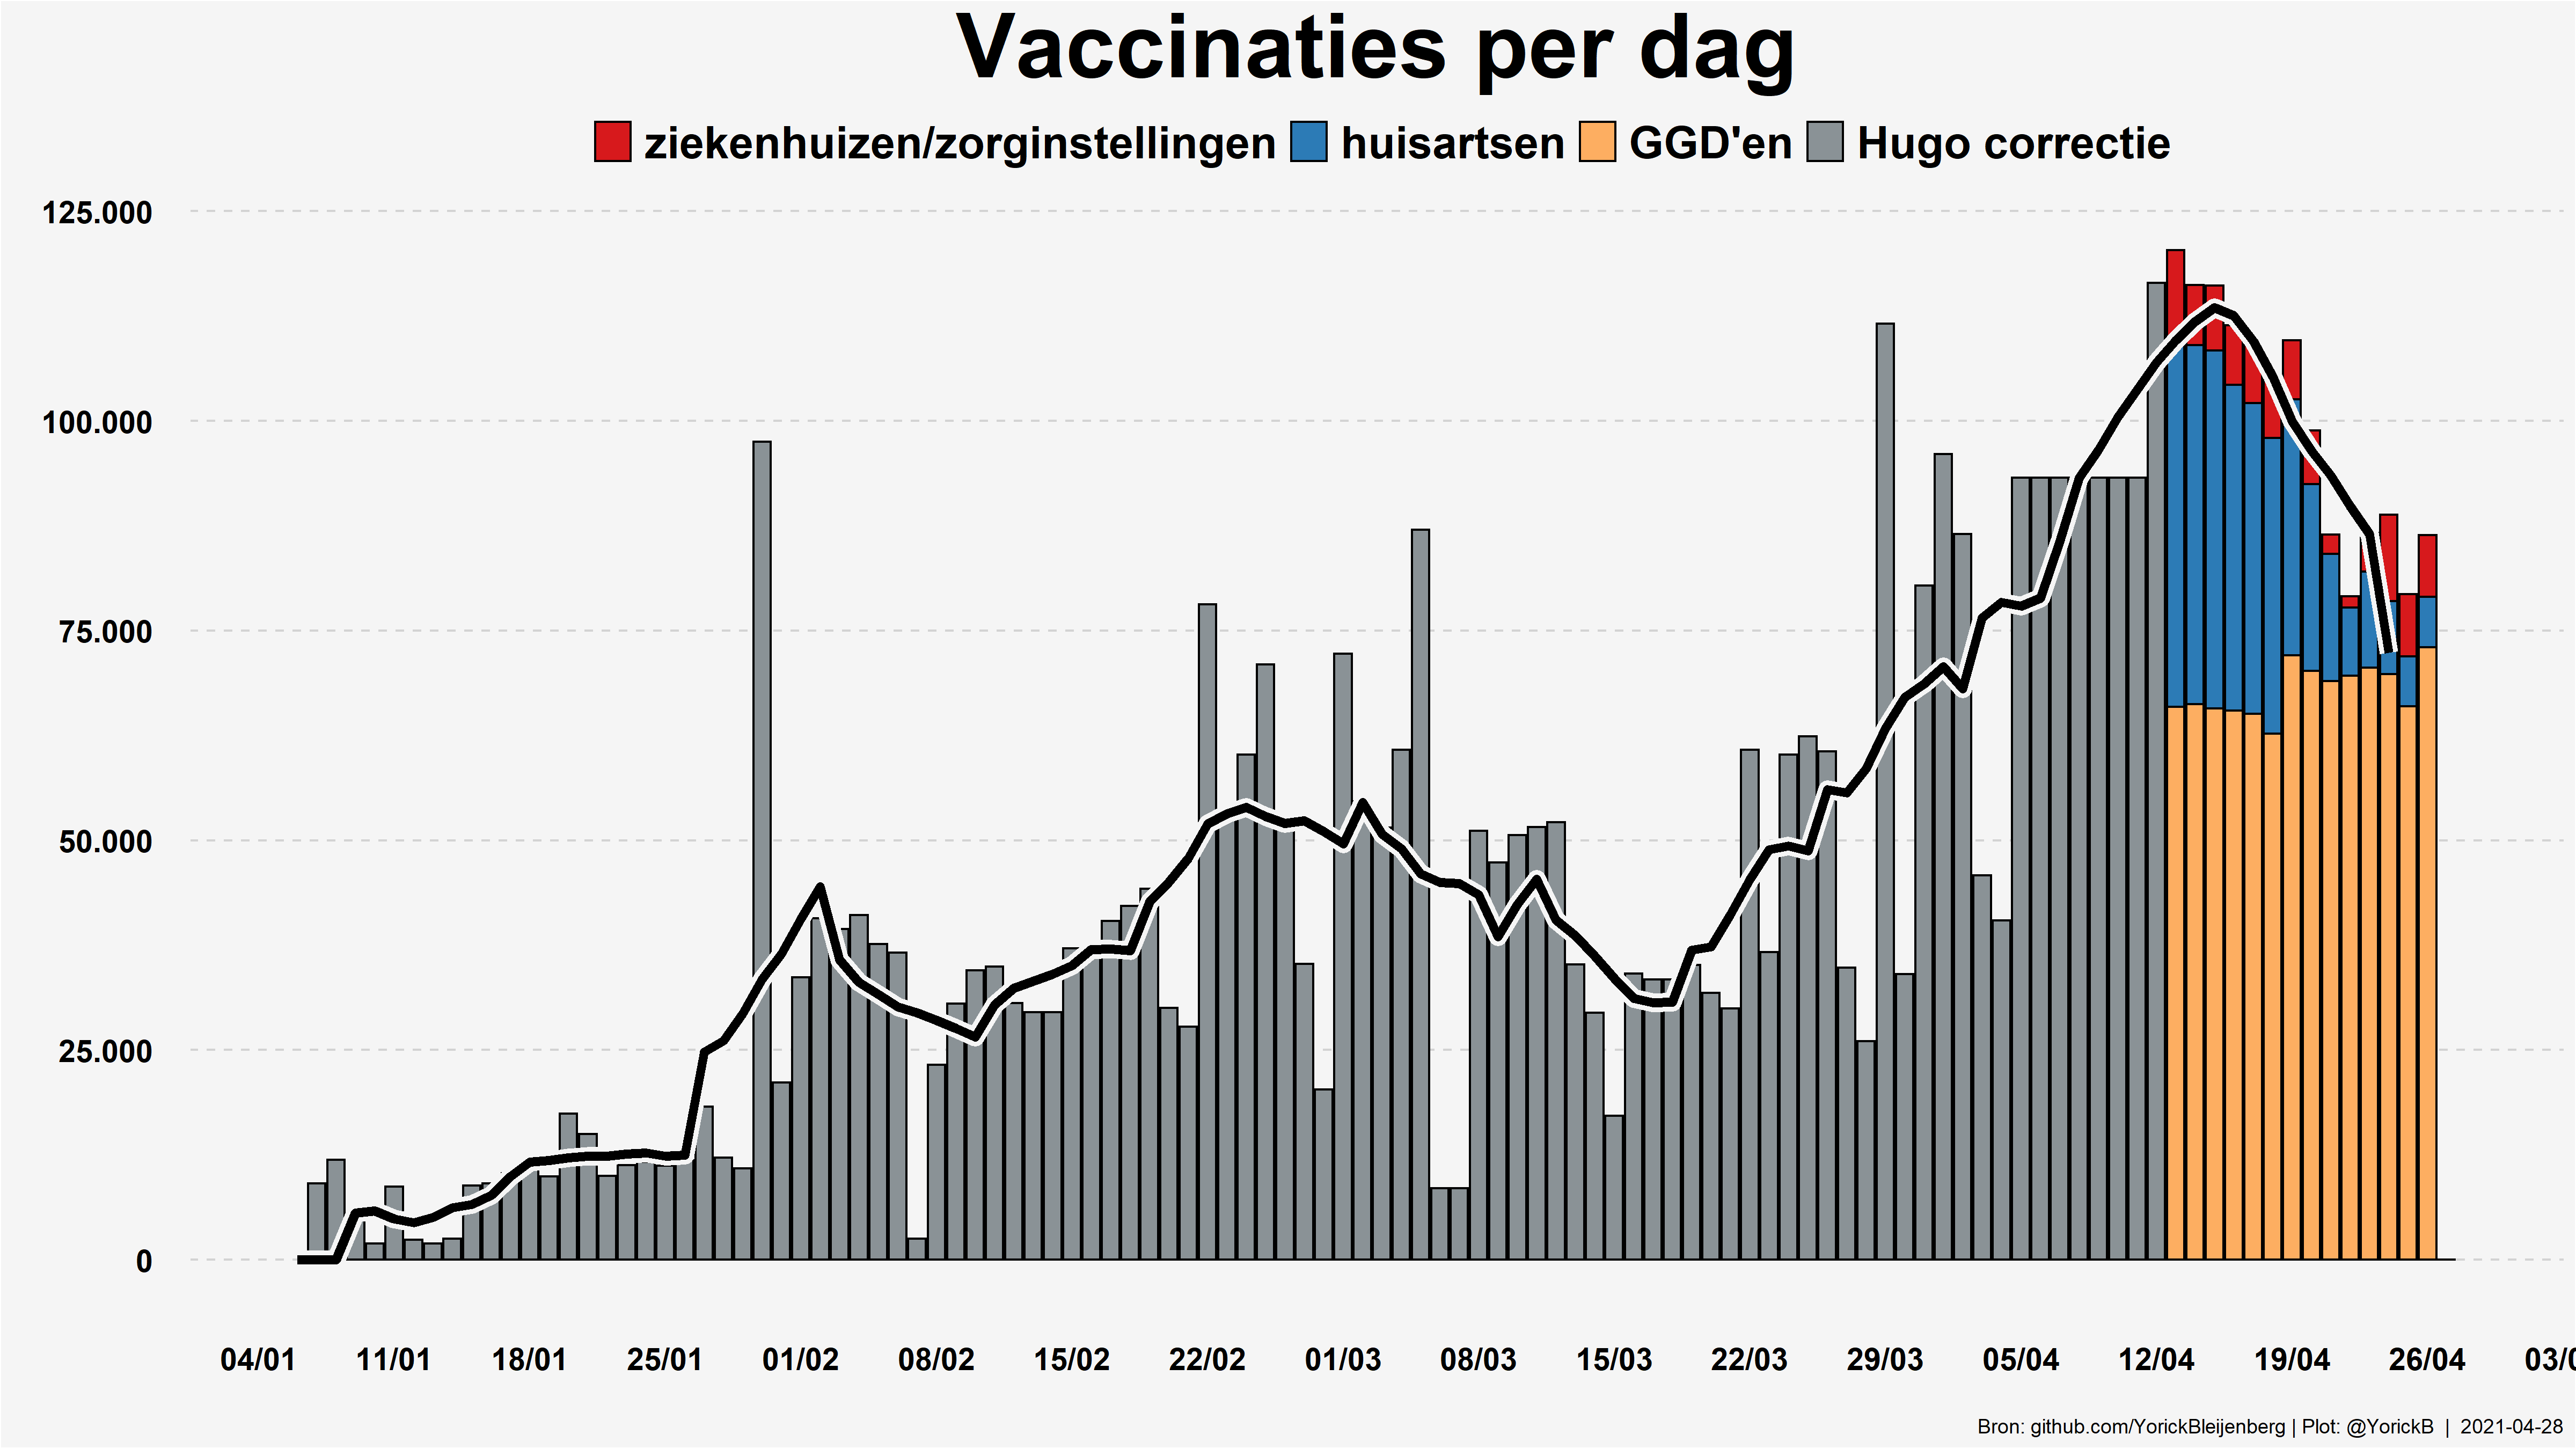 Vaccinaties per dag
ziekenhuizen/zorginstellingen huisartsen GGD'en Hugo correctie
125.000
100.000
75.000
50.000
25.000
0
04/01 11/01 18/01 25/01 01/02 08/02 15/02 22/02 01/03 08/03 15/03 22/03 29/03 05/04 12/04 19/04 26/04 03/0
Bron: github.com/YorickBleijenberg | Plot: @YorickB | 2021-04-28